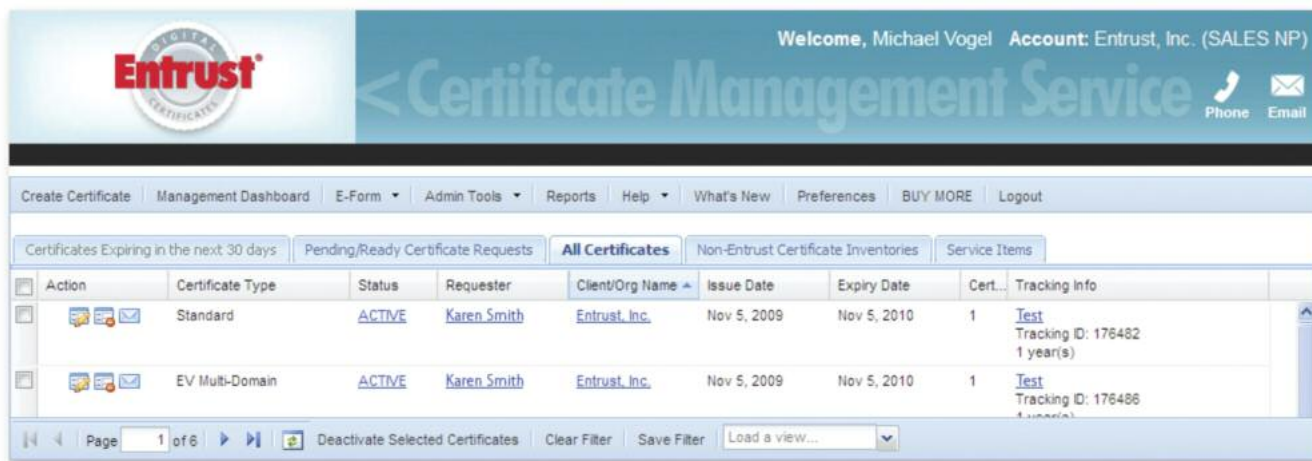 DIGITAL
Entrust®
CERTIFICATES
Welcome, Michael Vogel Account: Entrust, Inc. (SALES NP)
<Certificate Management Service
Phone Email
Create Certificate Management Dashboard E-Form Admin Tools Reports Help What's New Preferences BUY MORE Logout
Certificates Expiring in the next 30 days Pending/Ready Certificate Requests All Certificates Non-Entrust Certificate Inventories Service Items
Action Certificate Type Status Requester Client/Org Name Issue Date Expiry Date Cert... Tracking Info
Standard ACTIVE Karen Smith Entrust, Inc. Nov 5, 2009 Nov 5, 2010 1 Test
Tracking ID: 176482
1 year(s)
EV Multi-Domain ACTIVE Karen Smith Entrust, Inc. Nov 5, 2009 Nov 5, 2010 1 Test
Tracking ID: 176486
1 year(s)
Page 1 of 6 Deactivate Selected Certificates Clear Filter Save Filter Load a view...